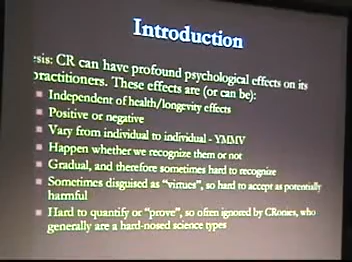 Introduction
esis: CR can have profound psychological effects on its
practitioners. These effects are (or can be):
Independent of health/longevity effects
Positive or negative
Vary from individual to individual - YMMV
Happen whether we recognize them or not
Gradual, and therefore sometimes hard to recognize
Sometimes disguised as "virtues", so hard to accept as potentially
harmful
Hard to quantify or "prove", so often ignored by CRonies, who
generally are a hard-nosed science types